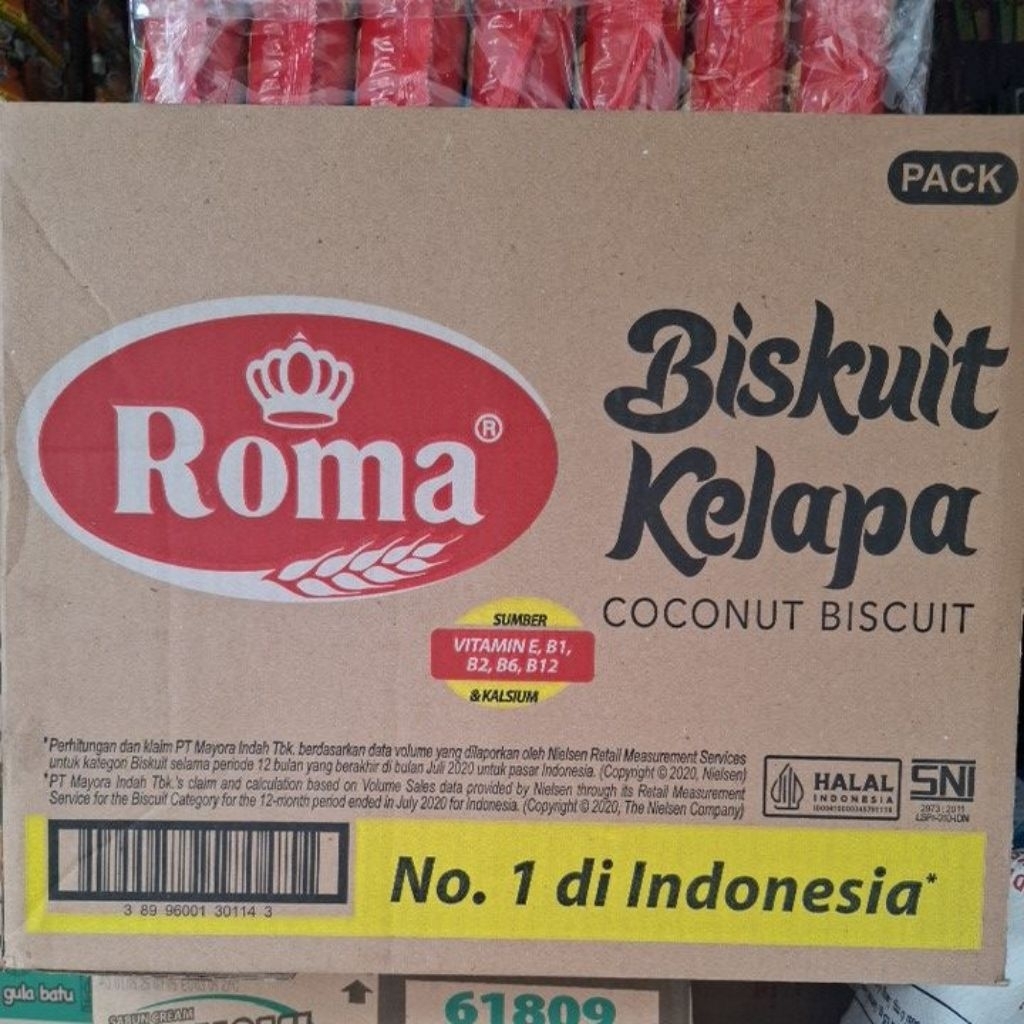 PACK
Roma®
Biskuit
Kelapa
COCONUT BISCUIT
SUMBER
VITAMIN E, B1,
B2, B6, B12
& KALSIUM
*Perhitungan dan klaim PT Mayora Indah Tbk. berdasarkan data volume yang dilaporkan oleh Nielsen Retail Measurement Services
untuk kategori Biskuit selama periode 12 bulan yang berakhir di bulan Juli 2020 untuk pasar Indonesia. (Copyright © 2020, Nielsen)
*PT Mayora Indah Tbk.'s claim and calculation based on Volume Sales data provided by Nielsen through its Retail Measurement
Service for the Biscuit Category for the 12-month period ended in July 2020 for Indonesia. (Copyright © 2020, The Nielsen Company)
HALAL
INDONESIA
SNI
2973 : 2011
3 89 96001 30114 3
No. 1 di Indonesia*
gula batu
SABUN CREAM
61809